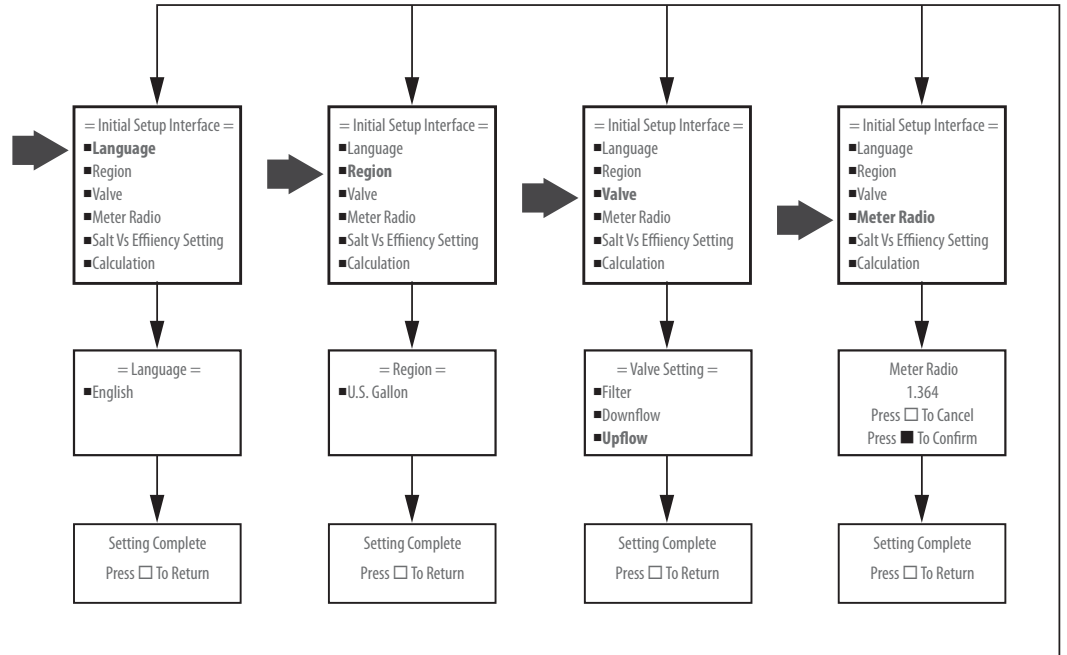 = Initial Setup Interface =
■Language
■Region
■Valve
■Meter Radio
■Salt Vs Effiiency Setting
■Calculation
= Language =
■English
Setting Complete
Press □ To Return
= Initial Setup Interface =
■Language
■Region
■Valve
■Meter Radio
■Salt Vs Effiiency Setting
■Calculation
= Region =
■U.S. Gallon
Setting Complete
Press □ To Return
= Initial Setup Interface =
■Language
■Region
■Valve
■Meter Radio
■Salt Vs Effiiency Setting
■Calculation
= Valve Setting =
■Filter
■Downflow
■Upflow
Setting Complete
Press □ To Return
= Initial Setup Interface =
■Language
■Region
■Valve
■Meter Radio
■Salt Vs Effiiency Setting
■Calculation
Meter Radio
1.364
Press □ To Cancel
Press ■ To Confirm
Setting Complete
Press □ To Return